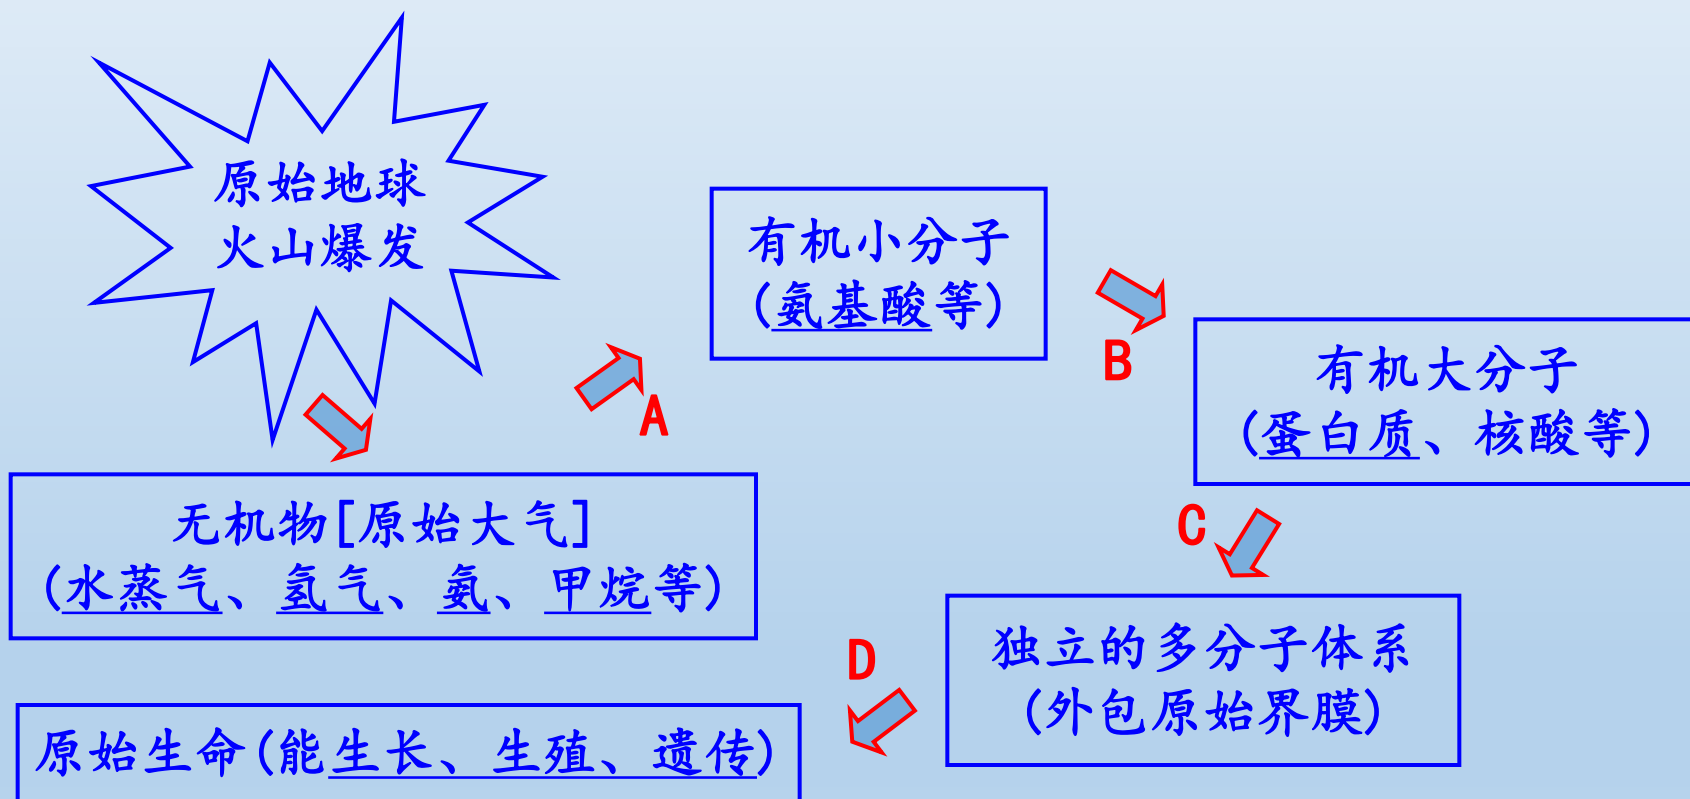 原始地球
火山爆发
无机物[原始大气]
(水蒸气、氢气、氨、甲烷等)
A
有机小分子
(氨基酸等)
B
有机大分子
(蛋白质、核酸等)
C
独立的多分子体系
(外包原始界膜)
D
原始生命(能生长、生殖、遗传)